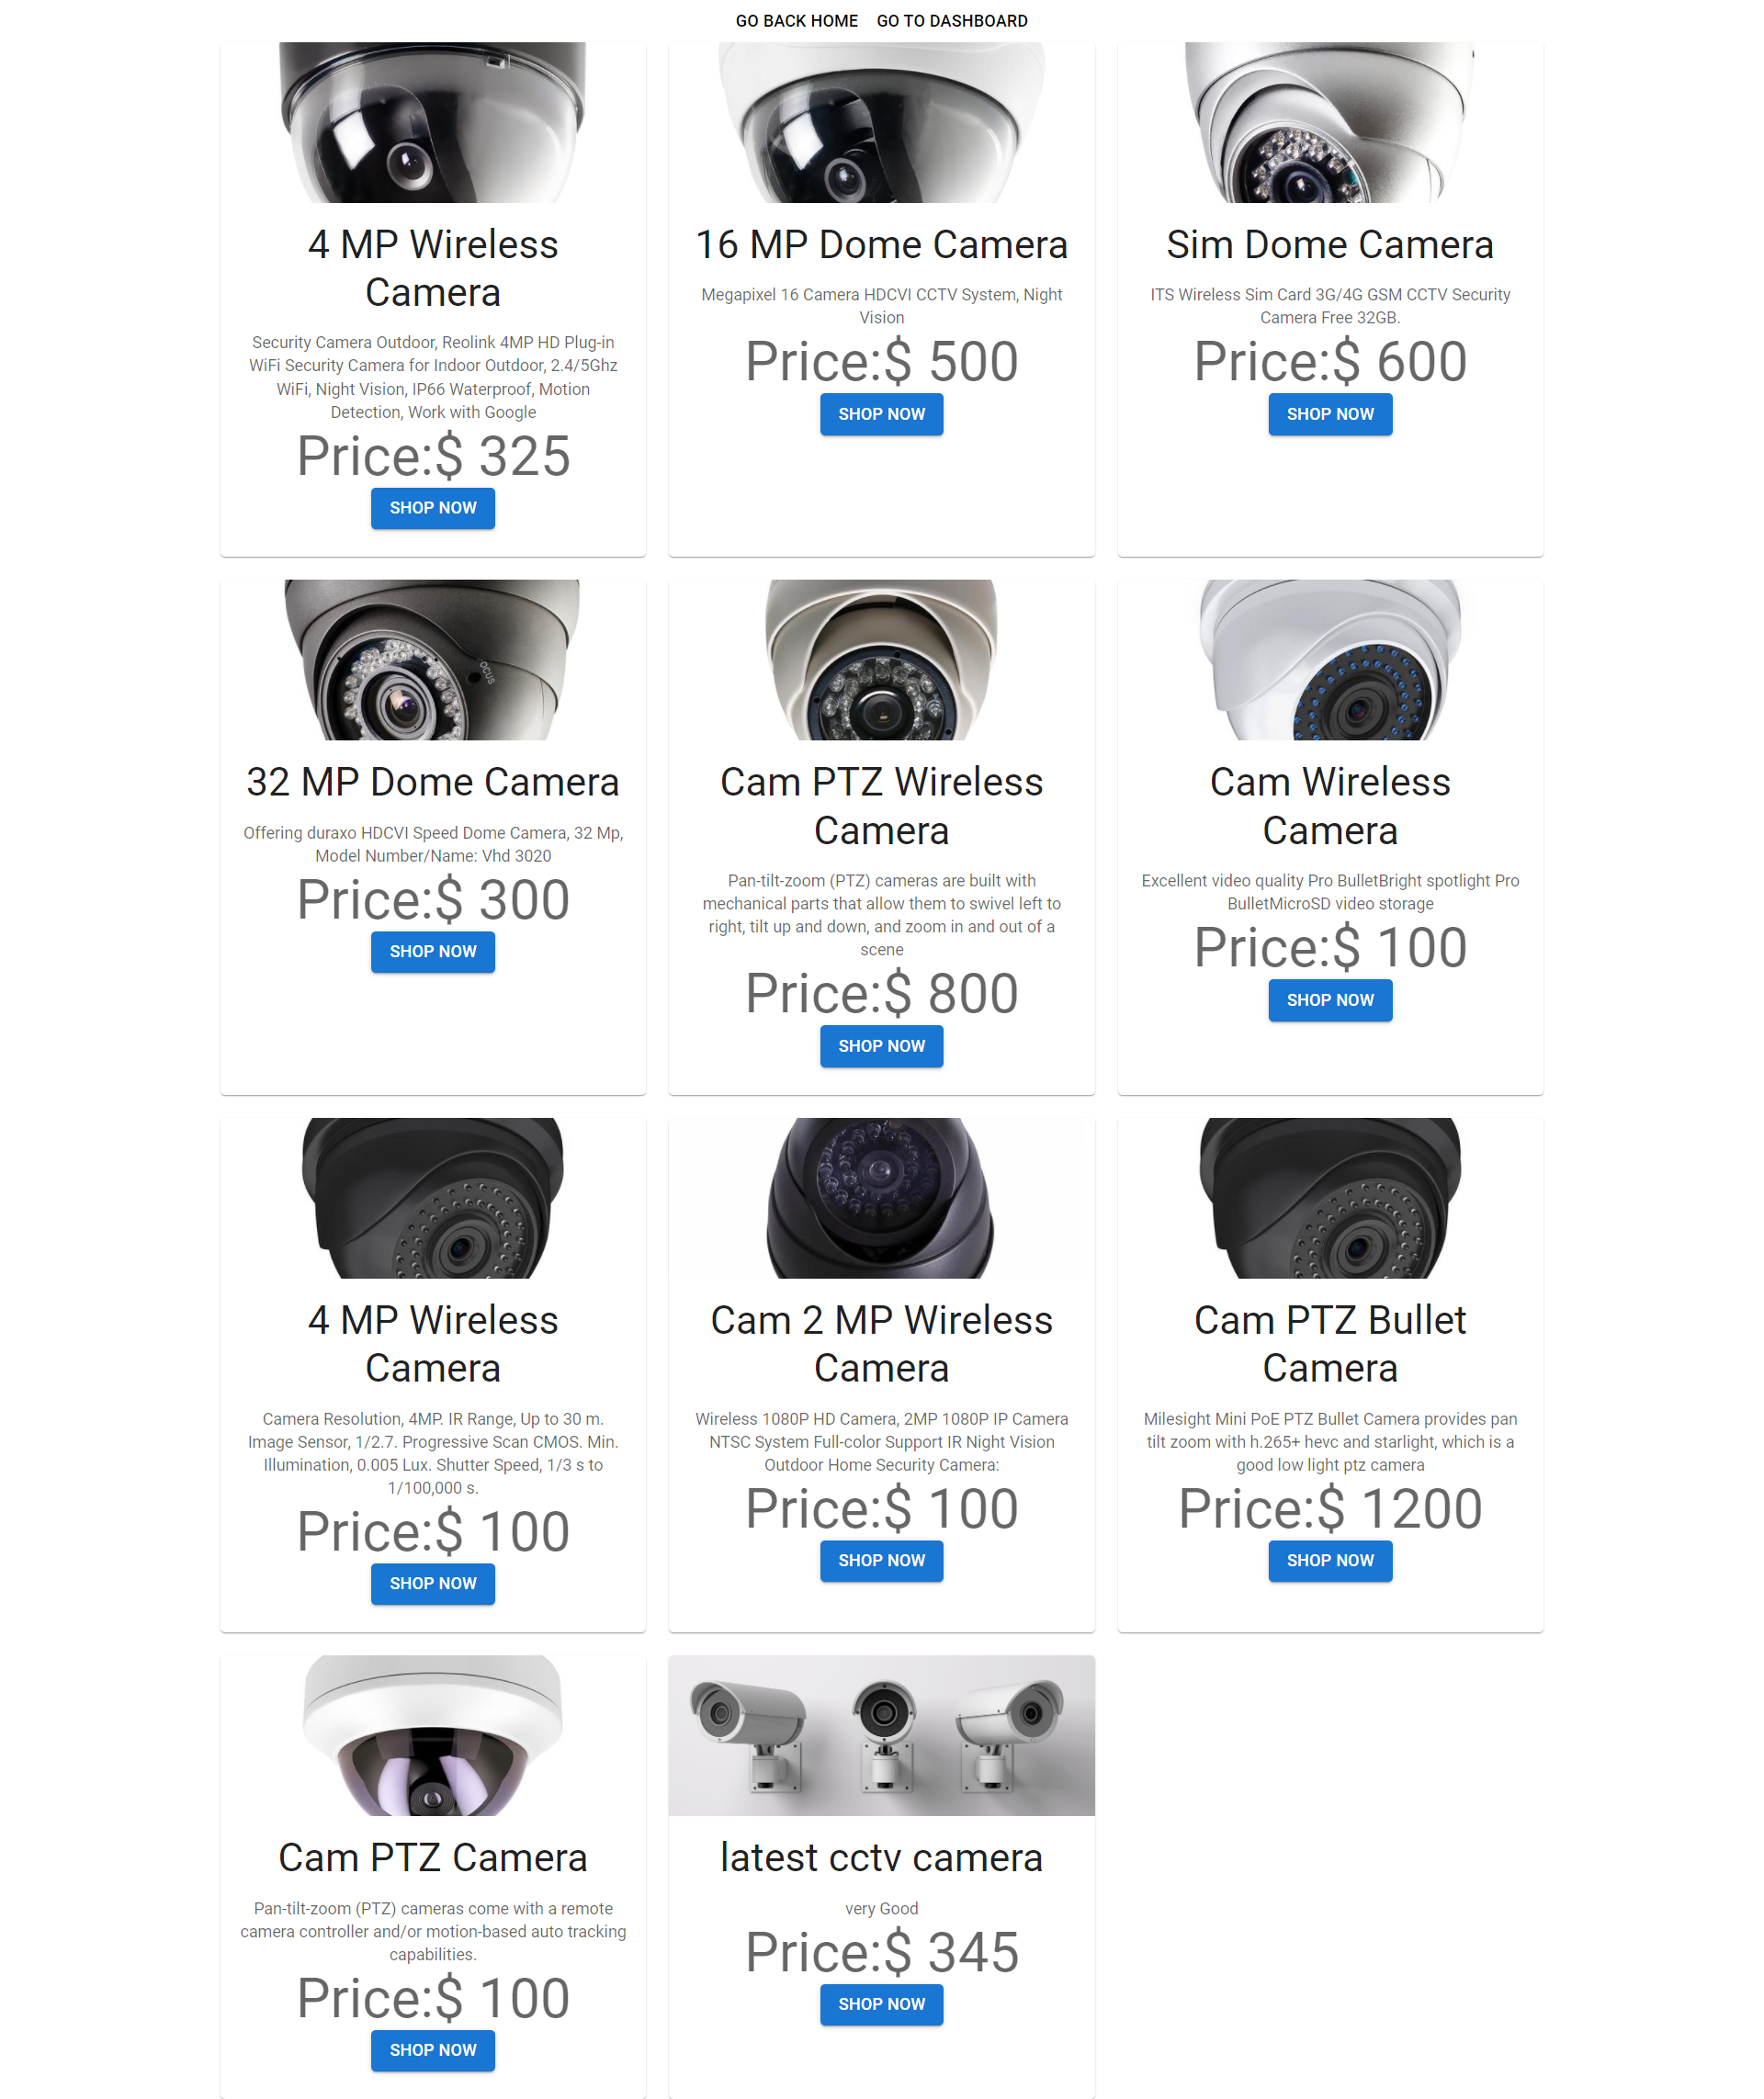 GO BACK HOME GO TO DASHBOARD
4 MP Wireless
Camera
Security Camera Outdoor, Reolink 4MP HD Plug-in
WiFi Security Camera for Indoor Outdoor, 2.4/5Ghz
WiFi, Night Vision, IP66 Waterproof, Motion
Detection, Work with Google
Price:$ 325
SHOP NOW
16 MP Dome Camera
Megapixel 16 Camera HDCVI CCTV System, Night
Vision
Price:$ 500
SHOP NOW
Sim Dome Camera
ITS Wireless Sim Card 3G/4G GSM CCTV Security
Camera Free 32GB.
Price:$ 600
SHOP NOW
32 MP Dome Camera
Offering duraxo HDCVI Speed Dome Camera, 32 Mp,
Model Number/Name: Vhd 3020
Price:$ 300
SHOP NOW
Cam PTZ Wireless
Camera
Pan-tilt-zoom (PTZ) cameras are built with
mechanical parts that allow them to swivel left to
right, tilt up and down, and zoom in and out of a
scene
Price:$ 800
SHOP NOW
Cam Wireless
Camera
Excellent video quality Pro BulletBright spotlight Pro
BulletMicroSD video storage
Price:$ 100
SHOP NOW
4 MP Wireless
Camera
Camera Resolution, 4MP. IR Range, Up to 30 m.
Image Sensor, 1/2.7. Progressive Scan CMOS. Min.
Illumination, 0.005 Lux. Shutter Speed, 1/3 s to
1/100,000 s.
Price:$ 100
SHOP NOW
Cam 2 MP Wireless
Camera
Wireless 1080P HD Camera, 2MP 1080P IP Camera
NTSC System Full-color Support IR Night Vision
Outdoor Home Security Camera:
Price:$ 100
SHOP NOW
Cam PTZ Bullet
Camera
Milesight Mini PoE PTZ Bullet Camera provides pan
tilt zoom with h.265+ hevc and starlight, which is a
good low light ptz camera
Price:$ 1200
SHOP NOW
Cam PTZ Camera
Pan-tilt-zoom (PTZ) cameras come with a remote
camera controller and/or motion-based auto tracking
capabilities.
Price:$ 100
SHOP NOW
latest cctv camera
very Good
Price:$ 345
SHOP NOW